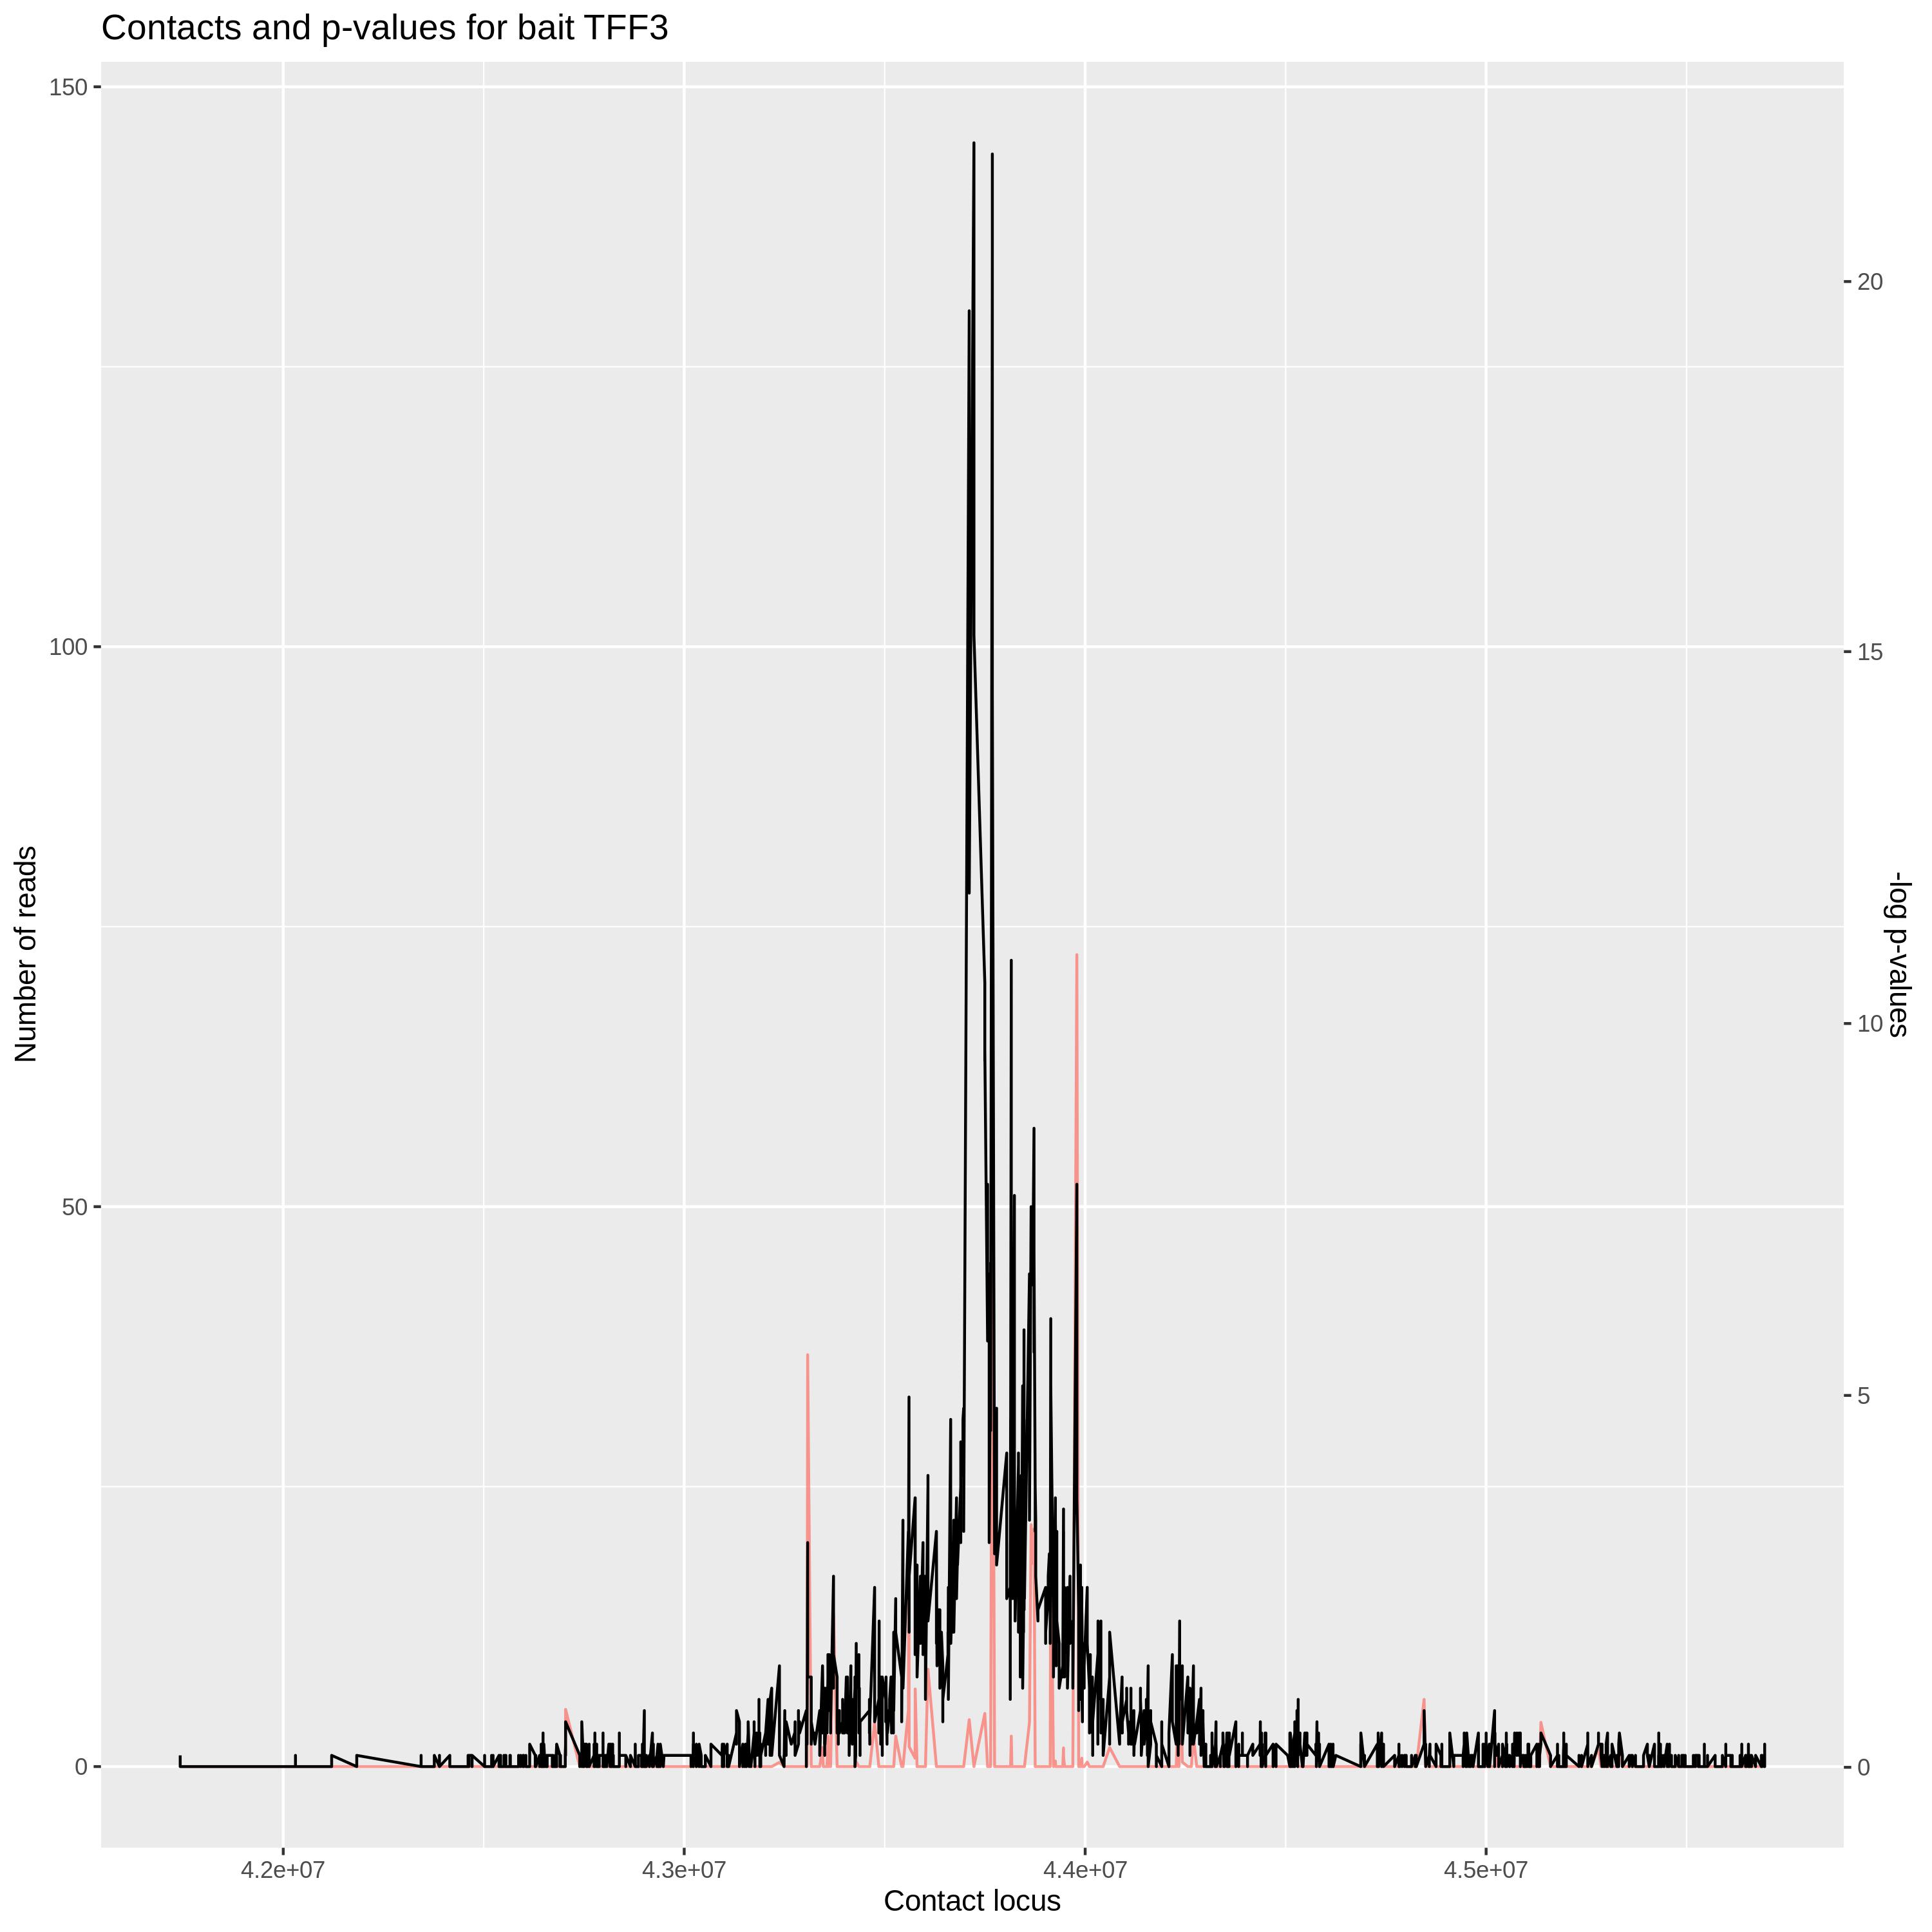 Contacts and p-values for bait TFF3
150
100
50
0
Number of reads
20
15
10
5
0
-log p-values
4.2e+07
4.3e+07
4.4e+07
4.5e+07
Contact locus